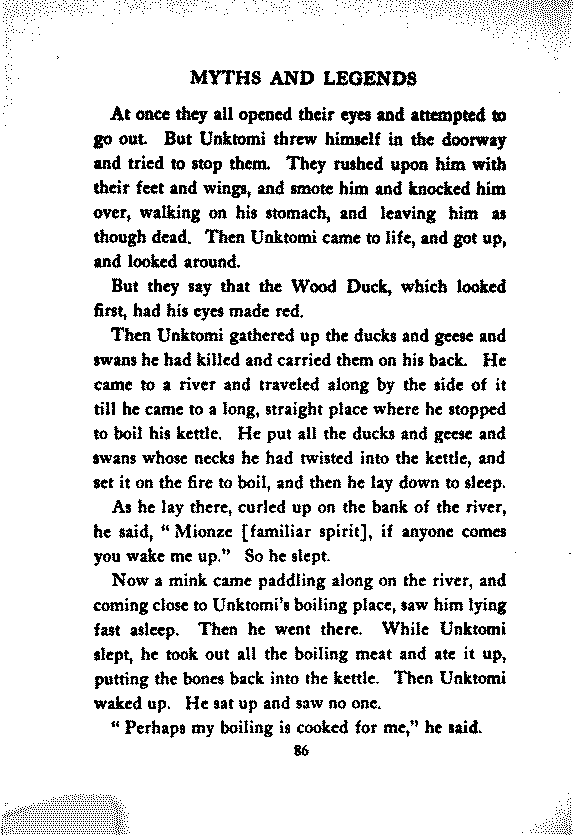 MYTHS AND LEGENDS
At once they all opened their eyes and attempted to
go out. But Unktomi threw himself in the doorway
and tried to stop them. They rushed upon him with
their feet and wings, and smote him and knocked him
over, walking on his stomach, and leaving him as
though dead. Then Unktomi came to life, and got up,
and looked around.
But they say that the Wood Duck, which looked
first, had his eyes made red.
Then Unktomi gathered up the ducks and geese and
swans he had killed and carried them on his back. He
came to a river and traveled along by the side of it
till he came to a long, straight place where he stopped
to boil his kettle. He put all the ducks and geese and
swans whose necks he had twisted into the kettle, and
set it on the fire to boil, and then he lay down to sleep.
As he lay there, curled up on the bank of the river,
he said, “ Mionze [familiar spirit], if anyone comes
you wake me up.” So he slept.
Now a mink came paddling along on the river, and
coming close to Unktomi's boiling place, saw him lying
fast asleep. Then he went there. While Unktomi
slept, he took out all the boiling meat and ate it up,
putting the bones back into the kettle. Then Unktomi
waked up. He sat up and saw no one.
“ Perhaps my boiling is cooked for me,” he said.
86